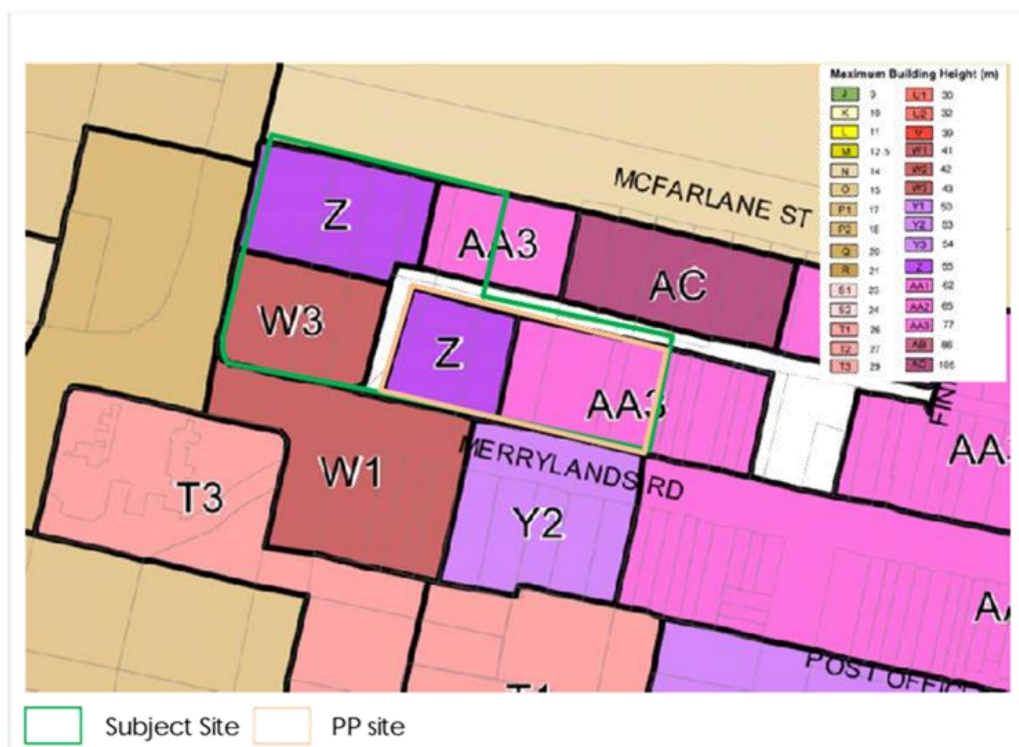 Maximum Building Height (m)
J 9 U1 30
K 10 U2 32
L 11 V 39
M 12.5 W1 41
N 14 W2 42
O 15 W3 43
P1 17 Y1 50
P2 18 Y2 53
Q 20 Y3 54
R 21 Z 55
S1 23 AA1 62
S2 24 AA2 65
T1 26 AA3 77
T2 27 AB
T3 29 AC 105
MCFARLANE ST
Z
AA3
AC
W3
Z
AA3
FIN
AA
MERRYLANDS RD
W1
T3
Y2
AA
POST OFFIC
T1
Subject Site
PP site